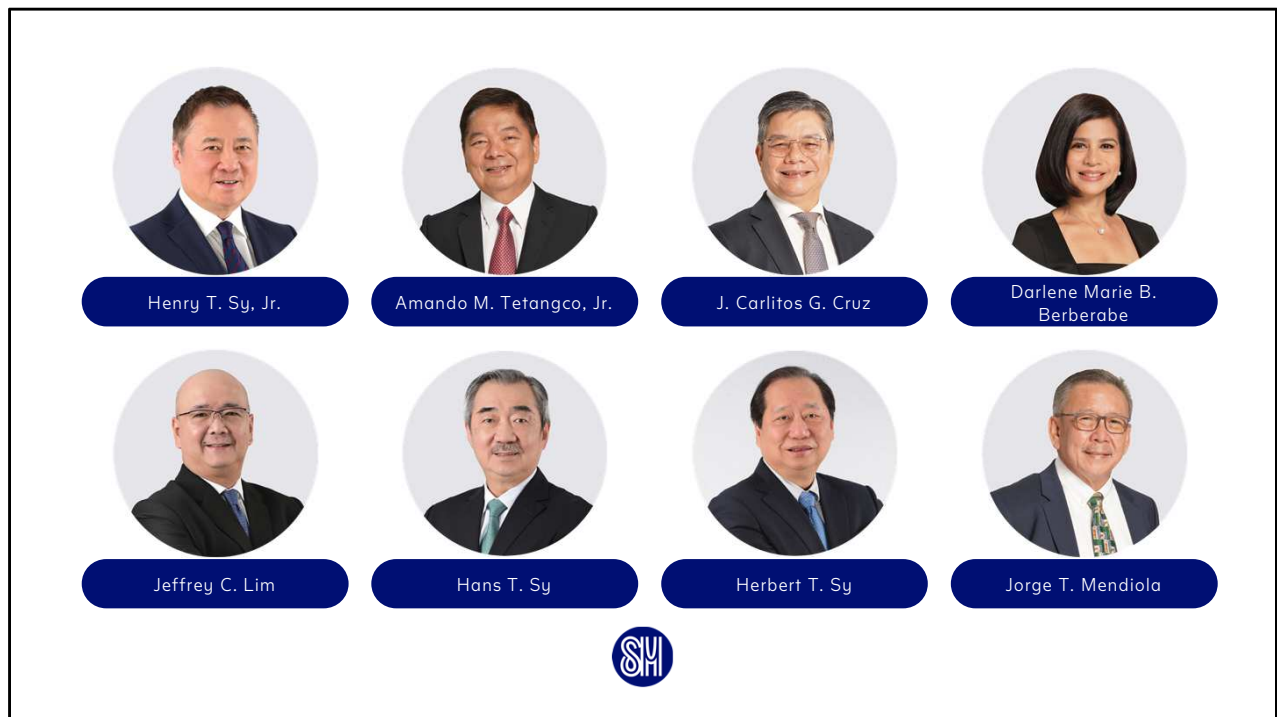 Henry T. Sy, Jr.
Amando M. Tetangco, Jr.
J. Carlitos G. Cruz
Darlene Marie B.
Berberabe
Jeffrey C. Lim
Hans T. Sy
Herbert T. Sy
Jorge T. Mendiola
SM